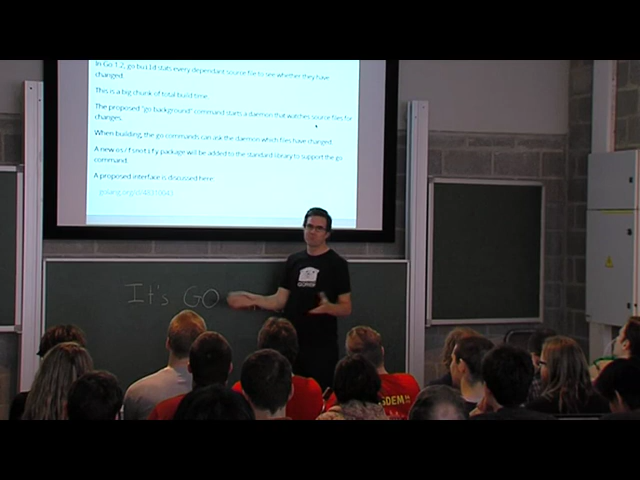 In Go 1.2, go build stats every dependant source file to see whether they have
changed.
This is a big chunk of total build time.
The proposed "go background" command starts a daemon that watches source files for
changes.
When building, the go commands can ask the daemon which files have changed.
A new os/fsnotify package will be added to the standard library to support the go
command.
A proposed interface is discussed here:
It's GO
GOPHER